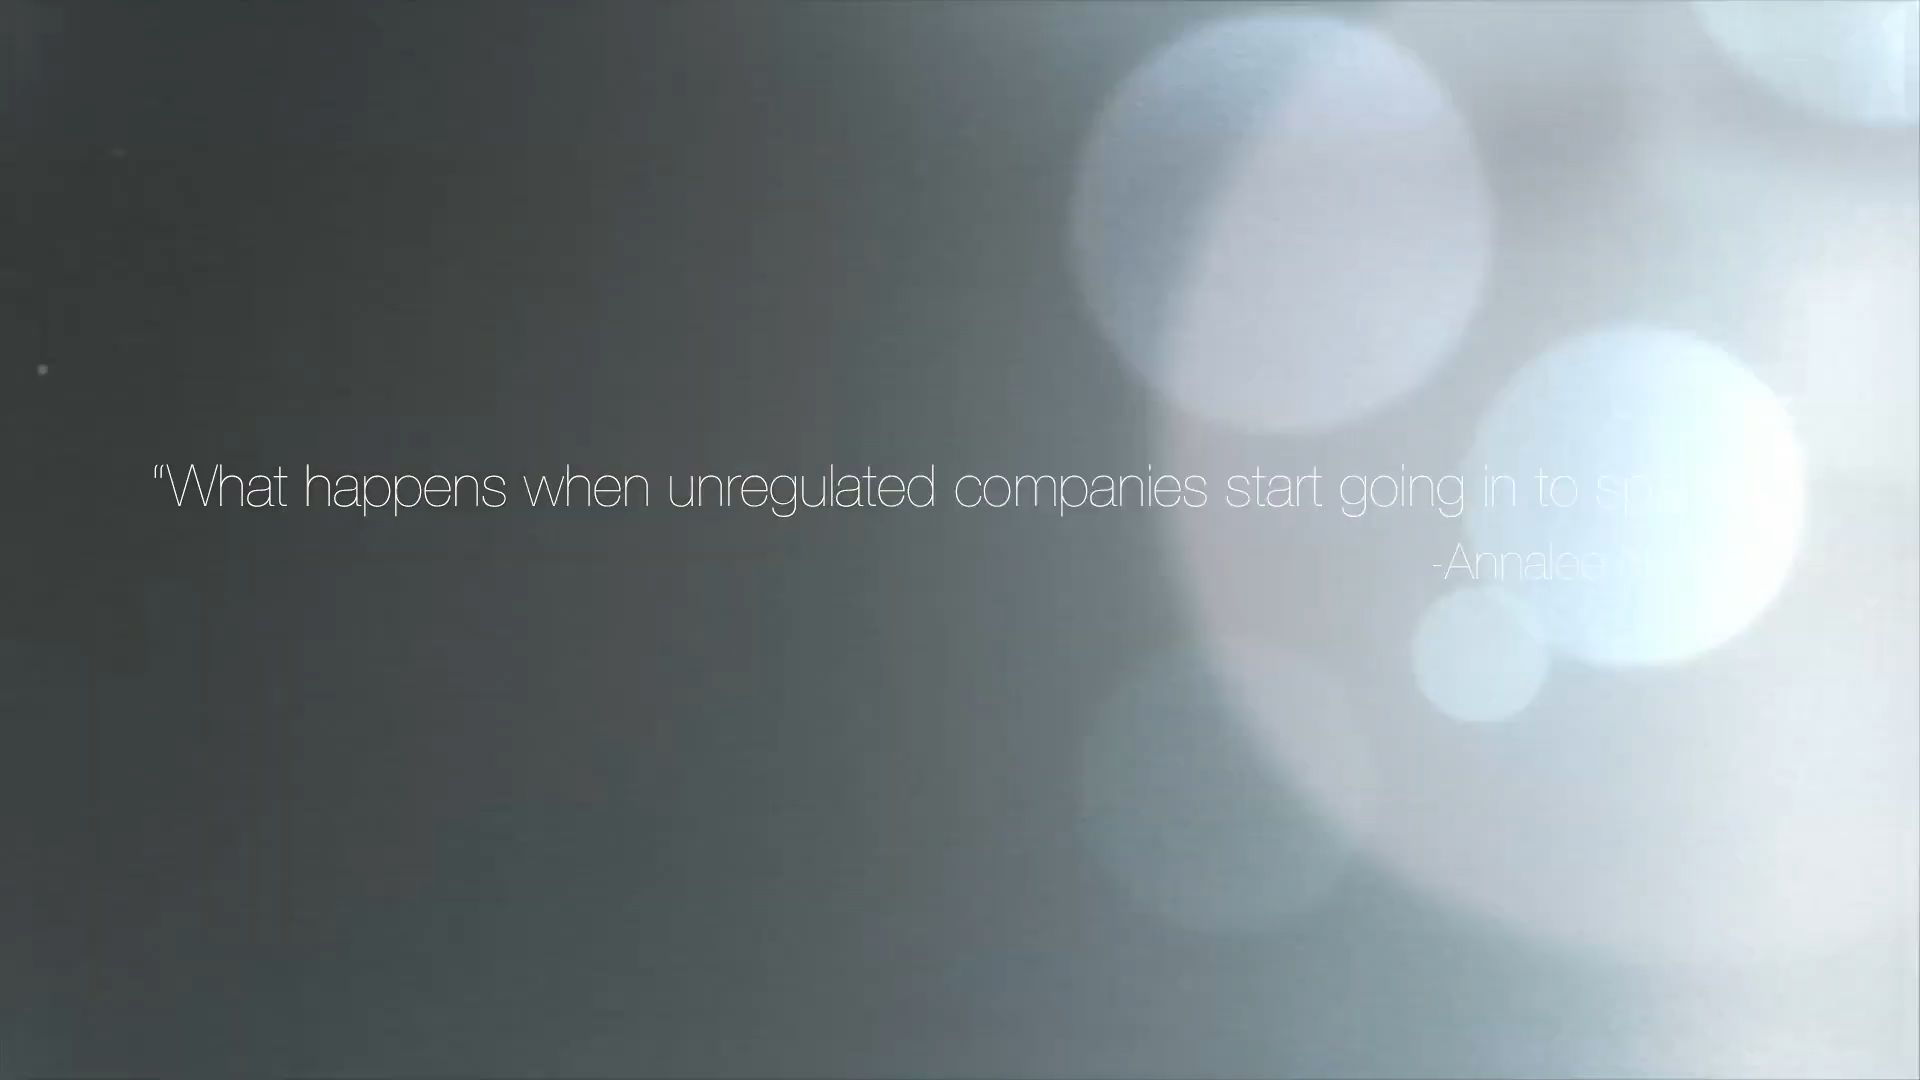 “What happens when unregulated companies start going in to
-Annalee